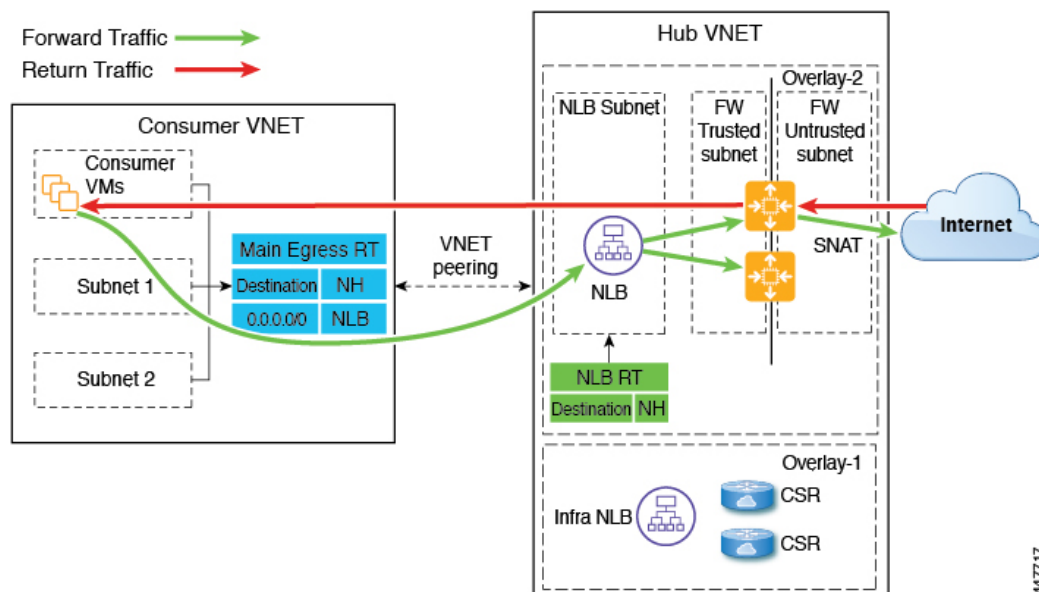 Forward Traffic
Return Traffic
Consumer VNET
Consumer
VMs
Subnet 1
Subnet 2
Main Egress RT
Destination NH
0.0.0.0/0 NLB
VNET
peering
Hub VNET
Overlay-2
NLB Subnet
FW
Trusted
subnet
FW
Untrusted
subnet
NLB
SNAT
Internet
NLB RT
Destination NH
Overlay-1
Infra NLB
CSR
CSR
447717